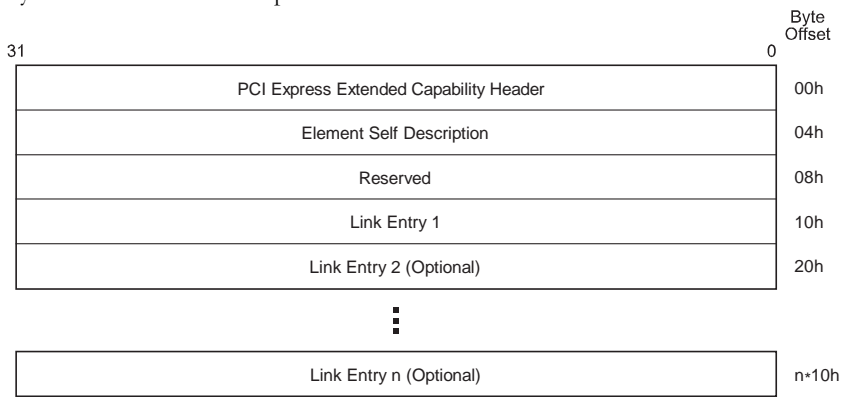 Byte
Offset
31 0
PCI Express Extended Capability Header 00h
Element Self Description 04h
Reserved 08h
Link Entry 1 10h
Link Entry 2 (Optional) 20h
Link Entry n (Optional) n*10h